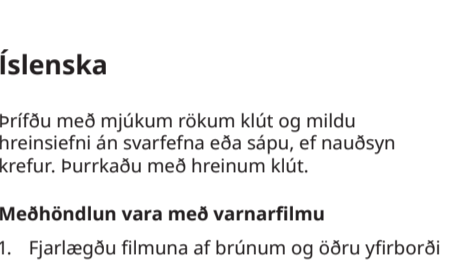 Íslenska
Þrífðu með mjúkum rökum klút og mildu
hreinsiefni án svarfefna eða sápu, ef nauðsyn
krefur. Þurrkaðu með hreinum klút.
Meðhöndlun vara með varnarfilmu
1. Fjarlægðu filmuna af brúnum og öðru yfirborði